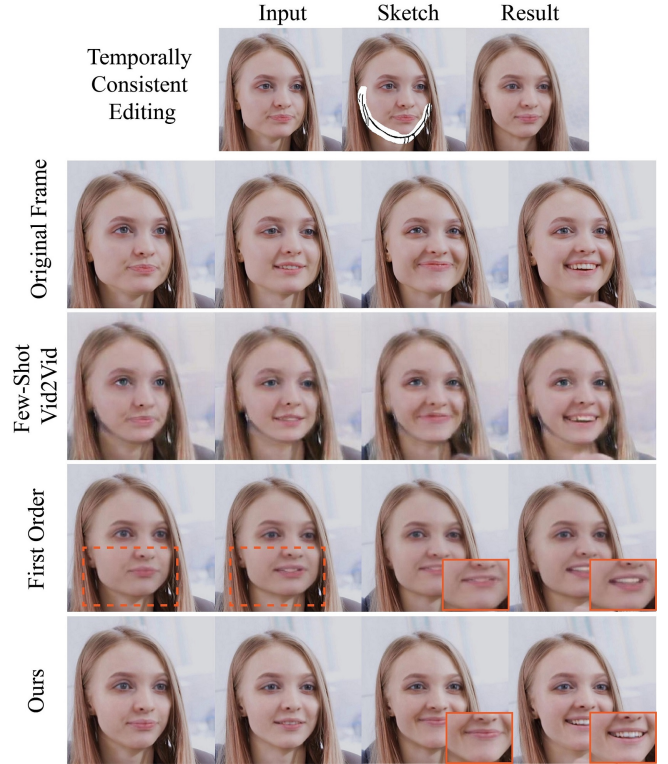 Input Sketch Result
Temporally
Consistent
Editing
Original Frame
Few-Shot
Vid2Vid
First Order
Ours